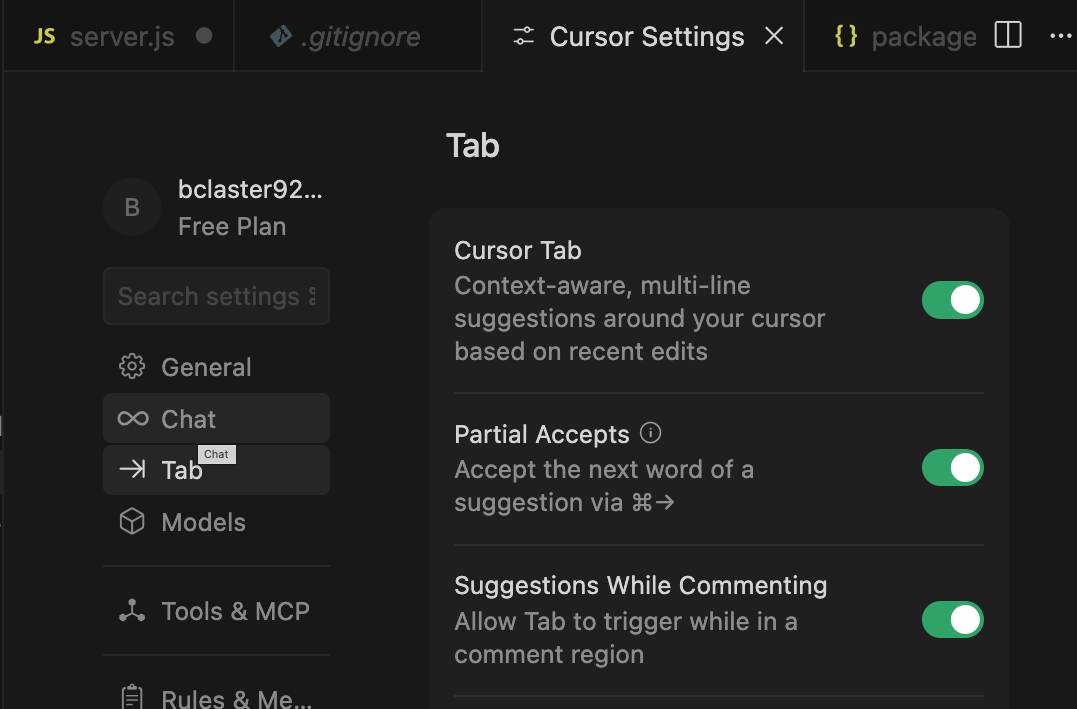 JS server.js
.gitignore
Cursor Settings
package
Tab
B
bclaster92...
Free Plan
Search settings
General
Chat
Chat
Tab
Models
Tools & MCP
Rules & Me...
Cursor Tab
Context-aware, multi-line
suggestions around your cursor
based on recent edits
Partial Accepts
Accept the next word of a
suggestion via ⌘→
Suggestions While Commenting
Allow Tab to trigger while in a
comment region